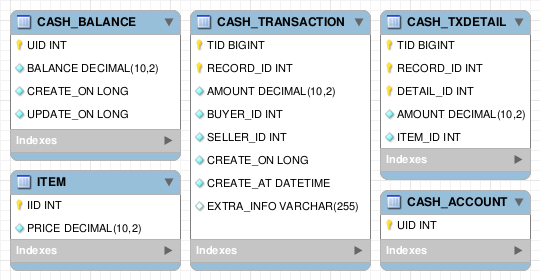 CASH_BALANCE
UID INT
BALANCE DECIMAL(10,2)
CREATE_ON LONG
UPDATE_ON LONG
Indexes
ITEM
IID INT
PRICE DECIMAL(10,2)
Indexes
CASH_TRANSACTION
TID BIGINT
RECORD_ID INT
AMOUNT DECIMAL(10,2)
BUYER_ID INT
SELLER_ID INT
CREATE_ON LONG
CREATE_AT DATETIME
EXTRA_INFO VARCHAR(255)
Indexes
CASH_TXDETAIL
TID BIGINT
RECORD_ID INT
DETAIL_ID INT
AMOUNT DECIMAL(10,2)
ITEM_ID INT
Indexes
CASH_ACCOUNT
UID INT
Indexes